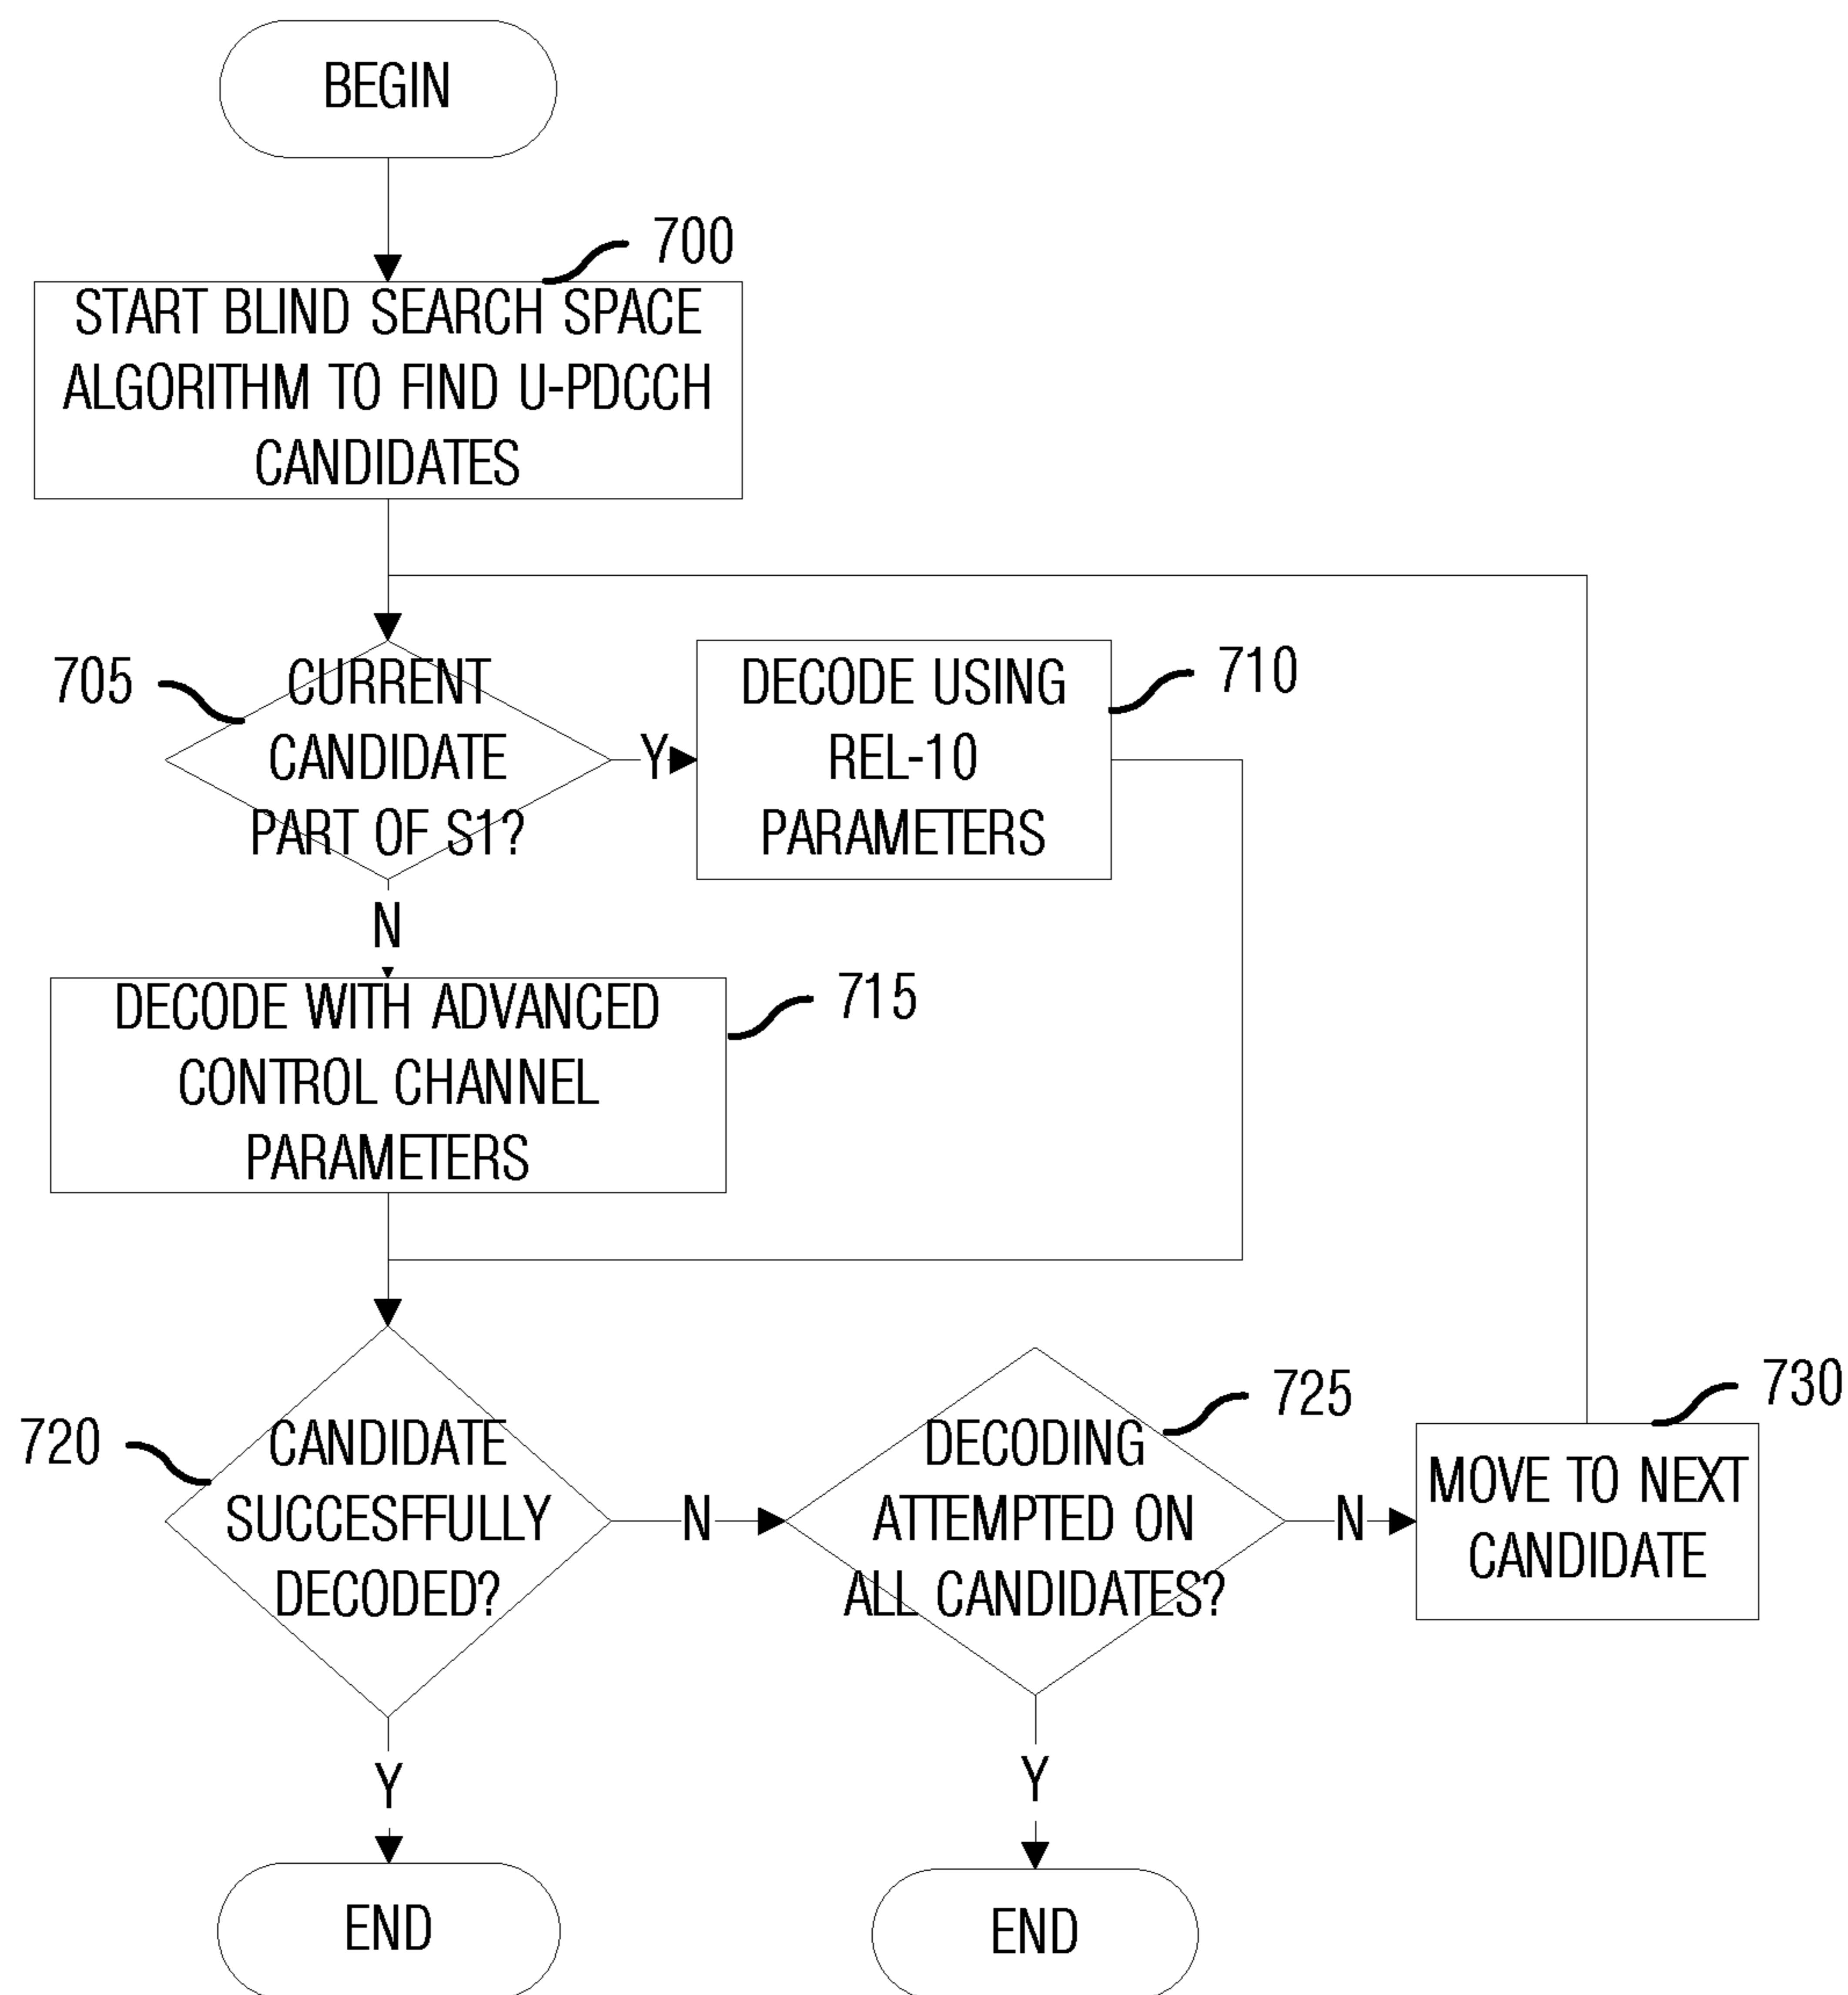 BEGIN
700
START BLIND SEARCH SPACE
ALGORITHM TO FIND U-PDCCH
CANDIDATES
705
CURRENT
CANDIDATE
PART OF S1?
Y
DECODE USING
REL-10
PARAMETERS
710
N
DECODE WITH ADVANCED
CONTROL CHANNEL
PARAMETERS
715
720
CANDIDATE
SUCCESFFULLY
DECODED?
N
DECODING
ATTEMPTED ON
ALL CANDIDATES?
725
N
MOVE TO NEXT
CANDIDATE
730
Y
Y
END
END